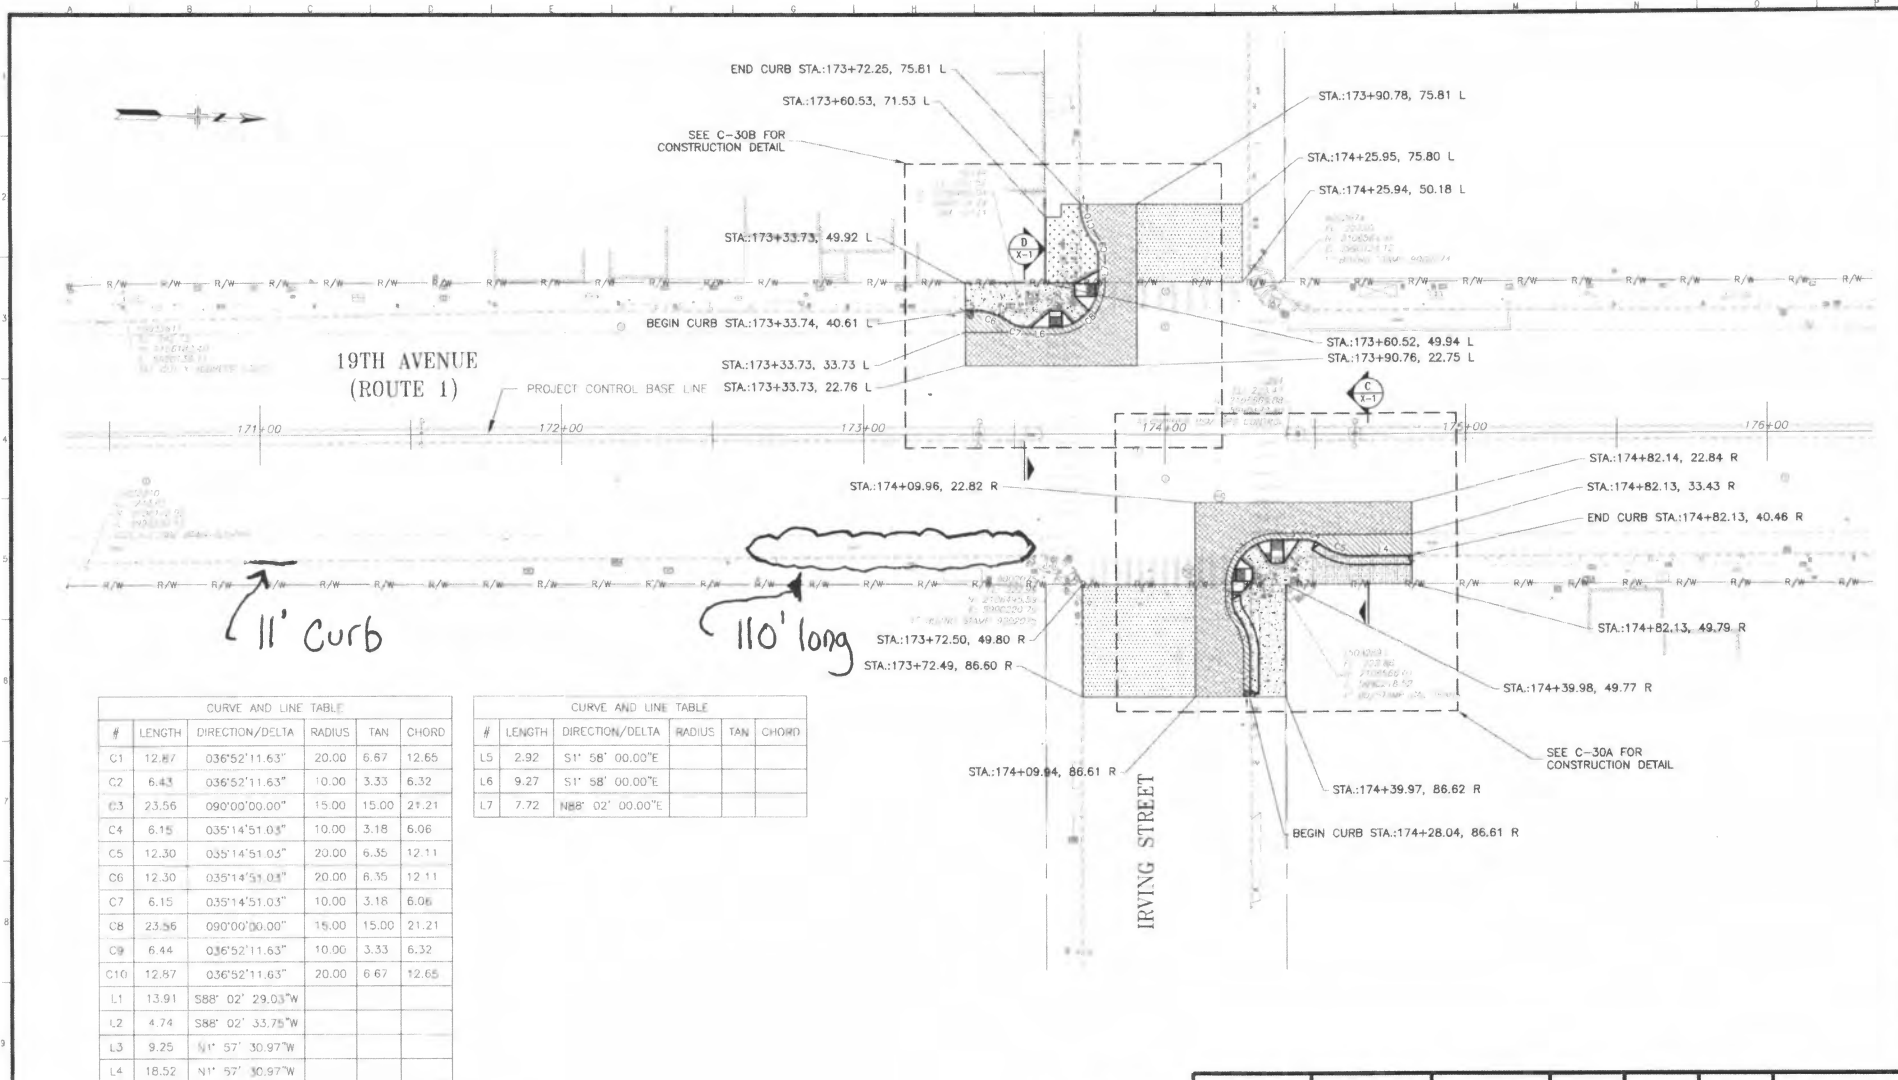 END CURB STA.:173+72.25, 75.81 L
STA.:173+60.53, 71.53 L
SEE C-30B FOR
CONSTRUCTION DETAIL
STA.:173+90.78, 75.81 L
STA.:174+25.95, 75.80 L
STA.:174+25.94, 50.18 L
D
X-1
STA.:173+33.73, 49.92 L
BEGIN CURB STA.:173+33.74, 40.61 L
STA.:173+33.73, 33.73 L
STA.:173+33.73, 22.76 L
STA.:173+60.52, 49.94 L
STA.:173+90.76, 22.75 L
R/W R/W R/W R/W R/W R/W
C6 C7 L6 C8
19TH AVENUE
(ROUTE 1)
PROJECT CONTROL BASE LINE
C
X-1
171+00 172+00 173+00 174+00 175+00 176+00
STA.:174+09.96, 22.82 R
STA.:174+82.14, 22.84 R
STA.:174+82.13, 33.43 R
END CURB STA.:174+82.13, 40.46 R
R/W R/W R/W R/W R/W R/W
11' Curb
110' long
STA.:173+72.50, 49.80 R
STA.:173+72.49, 86.60 R
STA.:174+82.13, 49.79 R
STA.:174+39.98, 49.77 R
STA.:174+09.94, 86.61 R
STA.:174+39.97, 86.62 R
BEGIN CURB STA.:174+28.04, 86.61 R
SEE C-30A FOR
CONSTRUCTION DETAIL
IRVING STREET
CURVE AND LINE TABLE
# LENGTH DIRECTION/DELTA RADIUS TAN CHORD
C1 12.87 036°52'11.63" 20.00 6.67 12.65
C2 6.43 036°52'11.63" 10.00 3.33 6.32
C3 23.56 090°00'00.00" 15.00 15.00 21.21
C4 6.15 035°14'51.03" 10.00 3.18 6.06
C5 12.30 035°14'51.03" 20.00 6.35 12.11
C6 12.30 035°14'51.03" 20.00 6.35 12.11
C7 6.15 035°14'51.03" 10.00 3.18 6.06
C8 23.56 090°00'00.00" 15.00 15.00 21.21
C9 6.44 036°52'11.63" 10.00 3.33 6.32
C10 12.87 036°52'11.63" 20.00 6.67 12.65
L1 13.91 S88° 02' 29.03"W
L2 4.74 S88° 02' 33.75"W
L3 9.25 N1° 57' 30.97"W
L4 18.52 N1° 57' 30.97"W
CURVE AND LINE TABLE
# LENGTH DIRECTION/DELTA RADIUS TAN CHORD
L5 2.92 S1° 58' 00.00"E
L6 9.27 S1° 58' 00.00"E
L7 7.72 N88° 02' 00.00"E